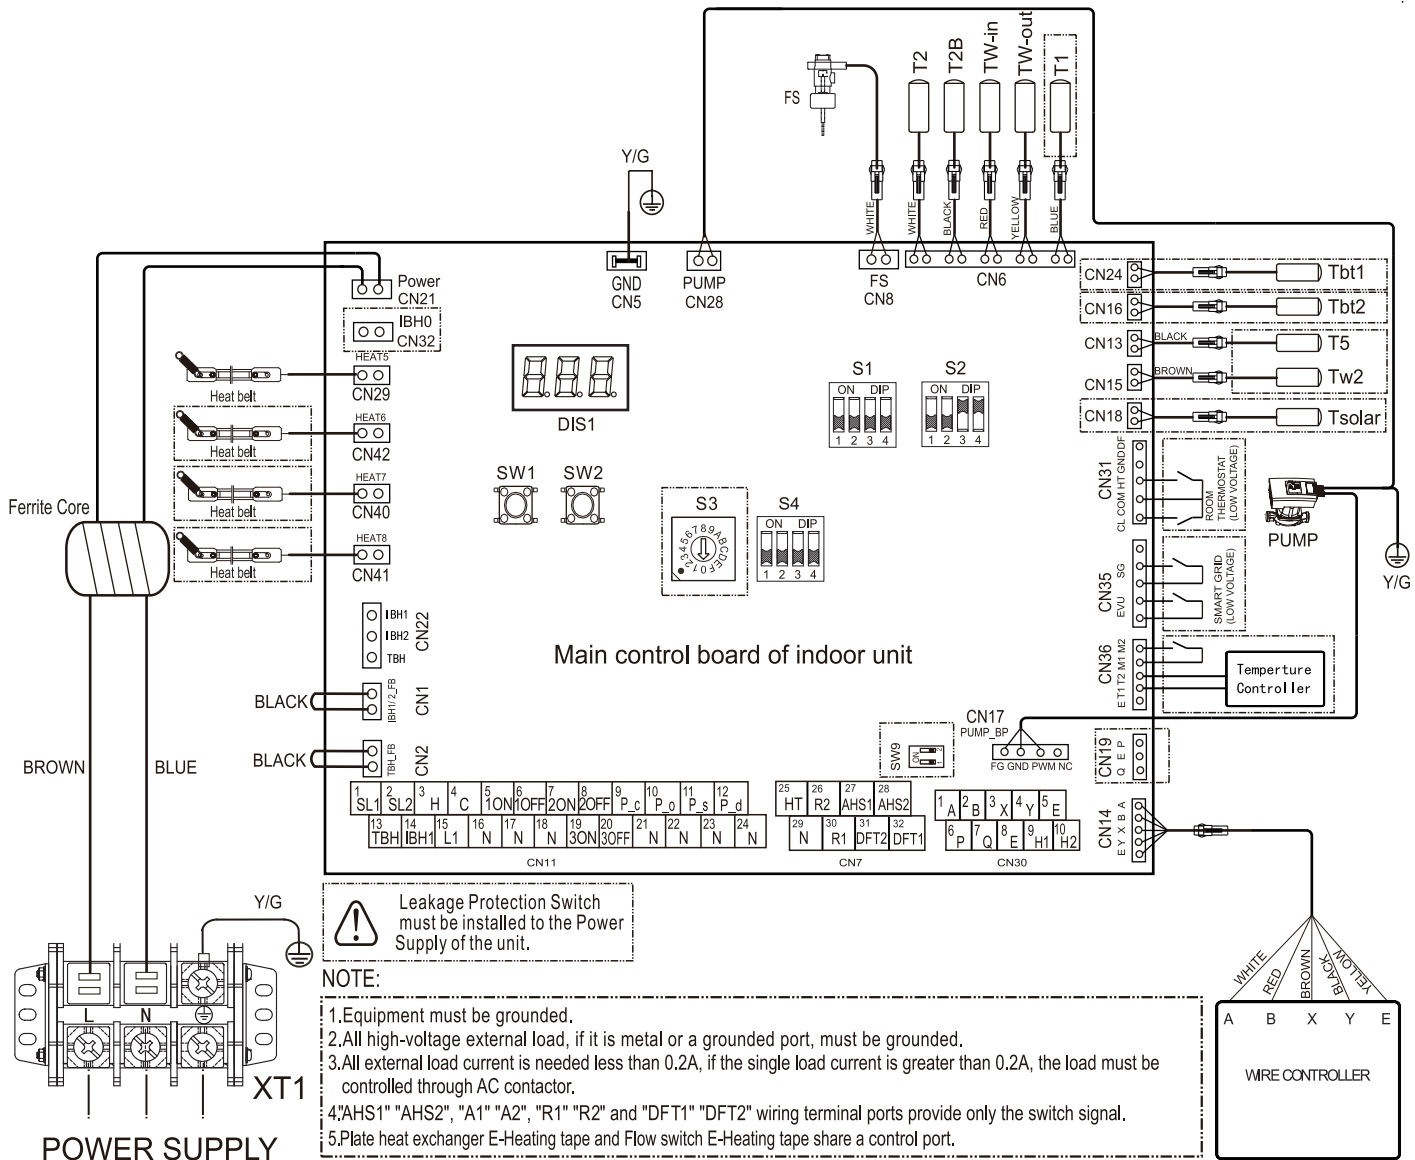 FS
T2
T2B
TW-in
TW-out
T1
Y/G
WHITE
WHITE
BLACK
RED
YELLOW
BLUE
GND
CN5
PUMP
CN28
FS
CN8
CN6
Power
CN21
IBH0
CN32
HEAT5
CN29
Heat belt
HEAT6
CN42
Heat belt
HEAT7
CN40
Heat belt
HEAT8
CN41
Heat belt
Ferrite Core
DIS1
SW1
SW2
S1
ON DIP
1 2 3 4
S2
ON DIP
1 2 3 4
S3
0123456789ABCDEF
S4
ON DIP
1 2 3 4
CN24
Tbt1
CN16
Tbt2
CN13
BLACK
T5
CN15
BROWN
Tw2
CN18
Tsolar
CN31
CL COM HT GNDDF
ROOM
THERMOSTAT
(LOW VOLTAGE)
PUMP
Y/G
CN35
EVU SG
SMART GRID
(LOW VOLTAGE)
CN36
E T1 T2 M1 M2
Temperture
Controller
IBH1
IBH2
TBH
CN22
Main control board of indoor unit
BLACK
IBH1/2_FB
CN1
BLACK
TBH_FB
CN2
BROWN
BLUE
CN17
PUMP_BP
FG GND PWM NC
SW9
ON
1 2
CN19
Q E P
CN14
E Y X B A
1 SL1 2 SL2 3 H 4 C 5 1ON 6 1OFF 7 2ON 8 2OFF 9 P_c 10 P_o 11 P_s 12 P_d
13 TBH 14 IBH1 15 L1 16 N 17 N 18 N 19 3ON 20 3OFF 21 N 22 N 23 N 24 N
CN11
25 HT 26 R2 27 AHS1 28 AHS2
29 N 30 R1 31 DFT2 32 DFT1
CN7
1 A 2 B 3 X 4 Y 5 E
6 P 7 Q 8 E 9 H1 10 H2
CN30
Y/G
Leakage Protection Switch
must be installed to the Power
Supply of the unit.
L
N
XT1
POWER SUPPLY
NOTE:
1.Equipment must be grounded.
2.All high-voltage external load, if it is metal or a grounded port, must be grounded.
3.All external load current is needed less than 0.2A, if the single load current is greater than 0.2A, the load must be
controlled through AC contactor.
4."AHS1" "AHS2", "A1" "A2", "R1" "R2" and "DFT1" "DFT2" wiring terminal ports provide only the switch signal.
5.Plate heat exchanger E-Heating tape and Flow switch E-Heating tape share a control port.
WHITE
RED
BROWN
BLACK
YELLOW
A B X Y E
WIRE CONTROLLER